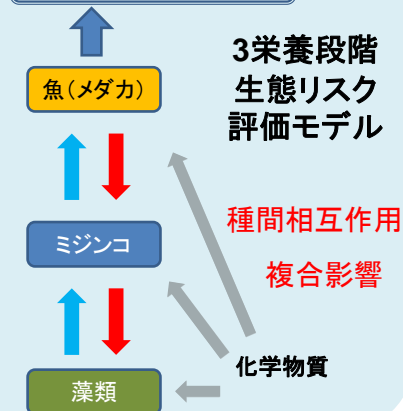 3栄養段階
生態リスク
評価モデル
魚(メダカ)
種間相互作用
複合影響
ミジンコ
化学物質
藻類